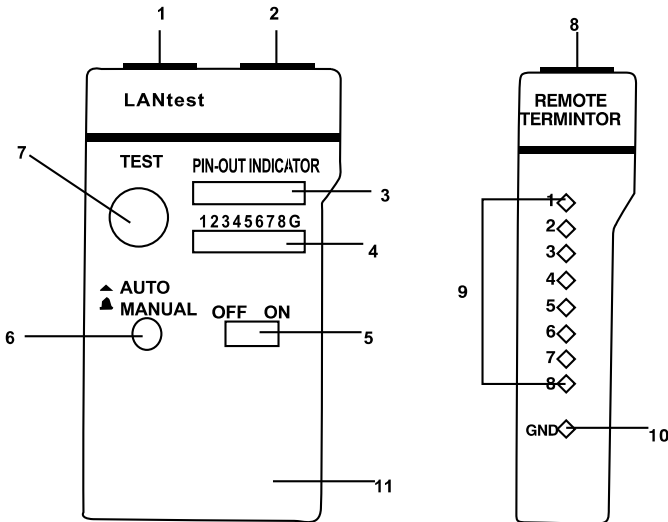 1
2
8
LANtest
REMOTE
TERMINTOR
7
TEST
PIN-OUT INDICATOR
3
12345678G
4
AUTO
MANUAL
OFF ON
6
5
11
1
2
3
4
5
6
7
8
9
GND
10